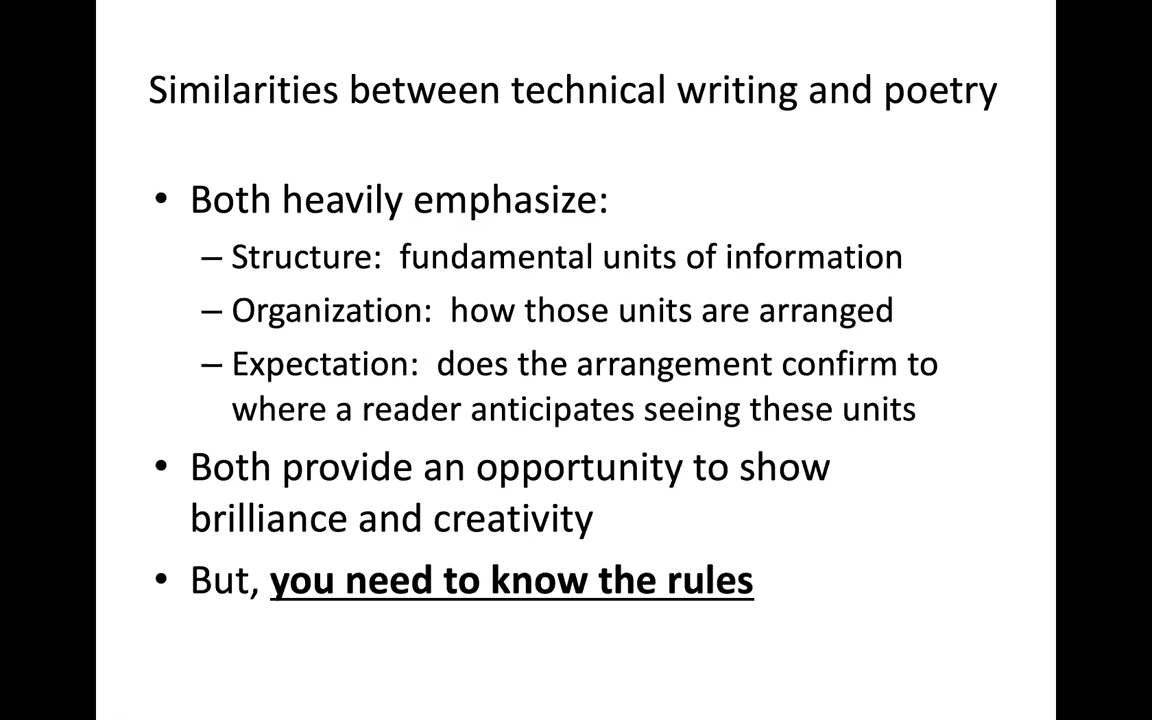 Similarities between technical writing and poetry
• Both heavily emphasize:
– Structure:  fundamental units of information
– Organization:  how those units are arranged
– Expectation:  does the arrangement confirm to
where a reader anticipates seeing these units
• Both provide an opportunity to show
brilliance and creativity
• But, you need to know the rules